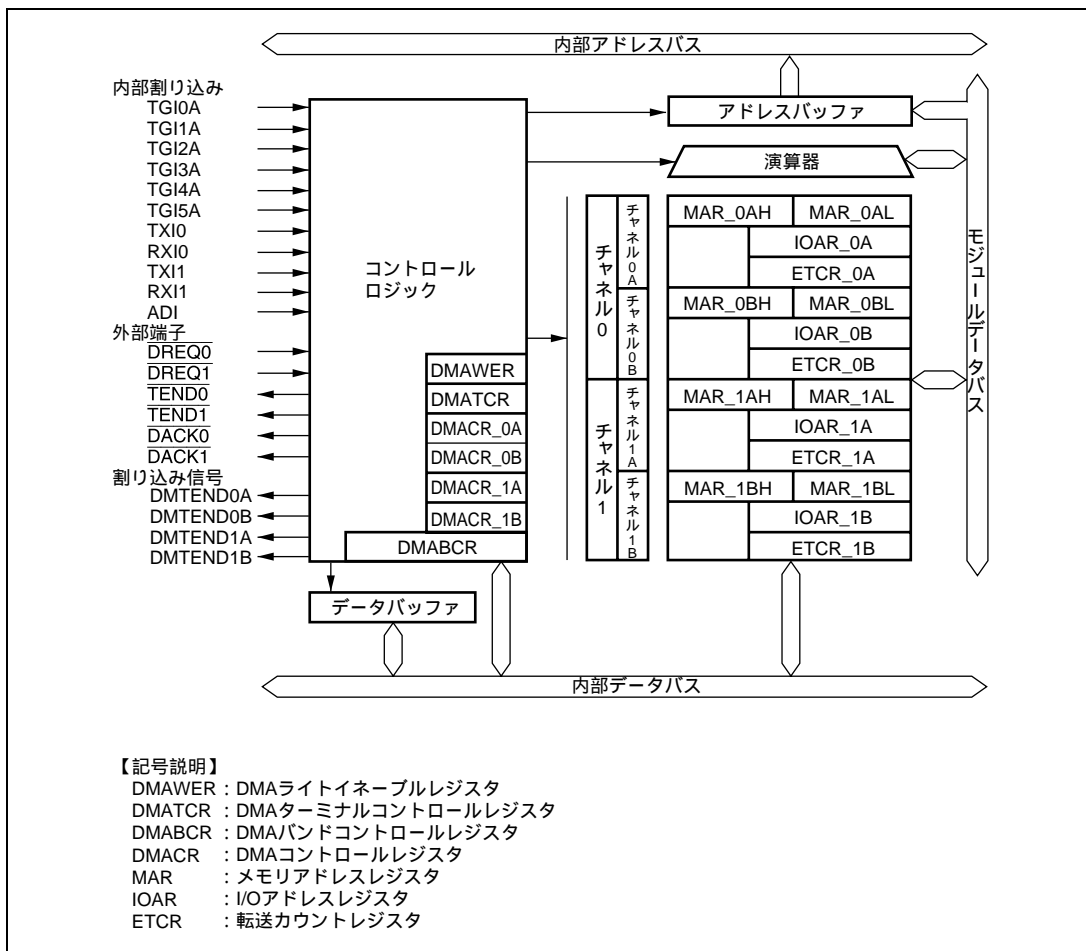 内部アドレスバス
内部割り込み
TGI0A
TGI1A
TGI2A
TGI3A
TGI4A
TGI5A
TXI0
RXI0
TXI1
RXI1
ADI
外部端子
DREQ0
DREQ1
TEND0
TEND1
DACK0
DACK1
割り込み信号
DMTEND0A
DMTEND0B
DMTEND1A
DMTEND1B
コントロール
ロジック
DMAWER
DMATCR
DMACR_0A
DMACR_0B
DMACR_1A
DMACR_1B
DMABCR
データバッファ
アドレスバッファ
演算器
チャネル0
チャネル0A
チャネル0B
チャネル1
チャネル1A
チャネル1B
MAR_0AH MAR_0AL
IOAR_0A
ETCR_0A
MAR_0BH MAR_0BL
IOAR_0B
ETCR_0B
MAR_1AH MAR_1AL
IOAR_1A
ETCR_1A
MAR_1BH MAR_1BL
IOAR_1B
ETCR_1B
モジュールデータバス
内部データバス
【記号説明】
DMAWER : DMAライトイネーブルレジスタ
DMATCR : DMAターミナルコントロールレジスタ
DMABCR : DMAバンドコントロールレジスタ
DMACR : DMAコントロールレジスタ
MAR : メモリアドレスレジスタ
IOAR : I/Oアドレスレジスタ
ETCR : 転送カウントレジスタ